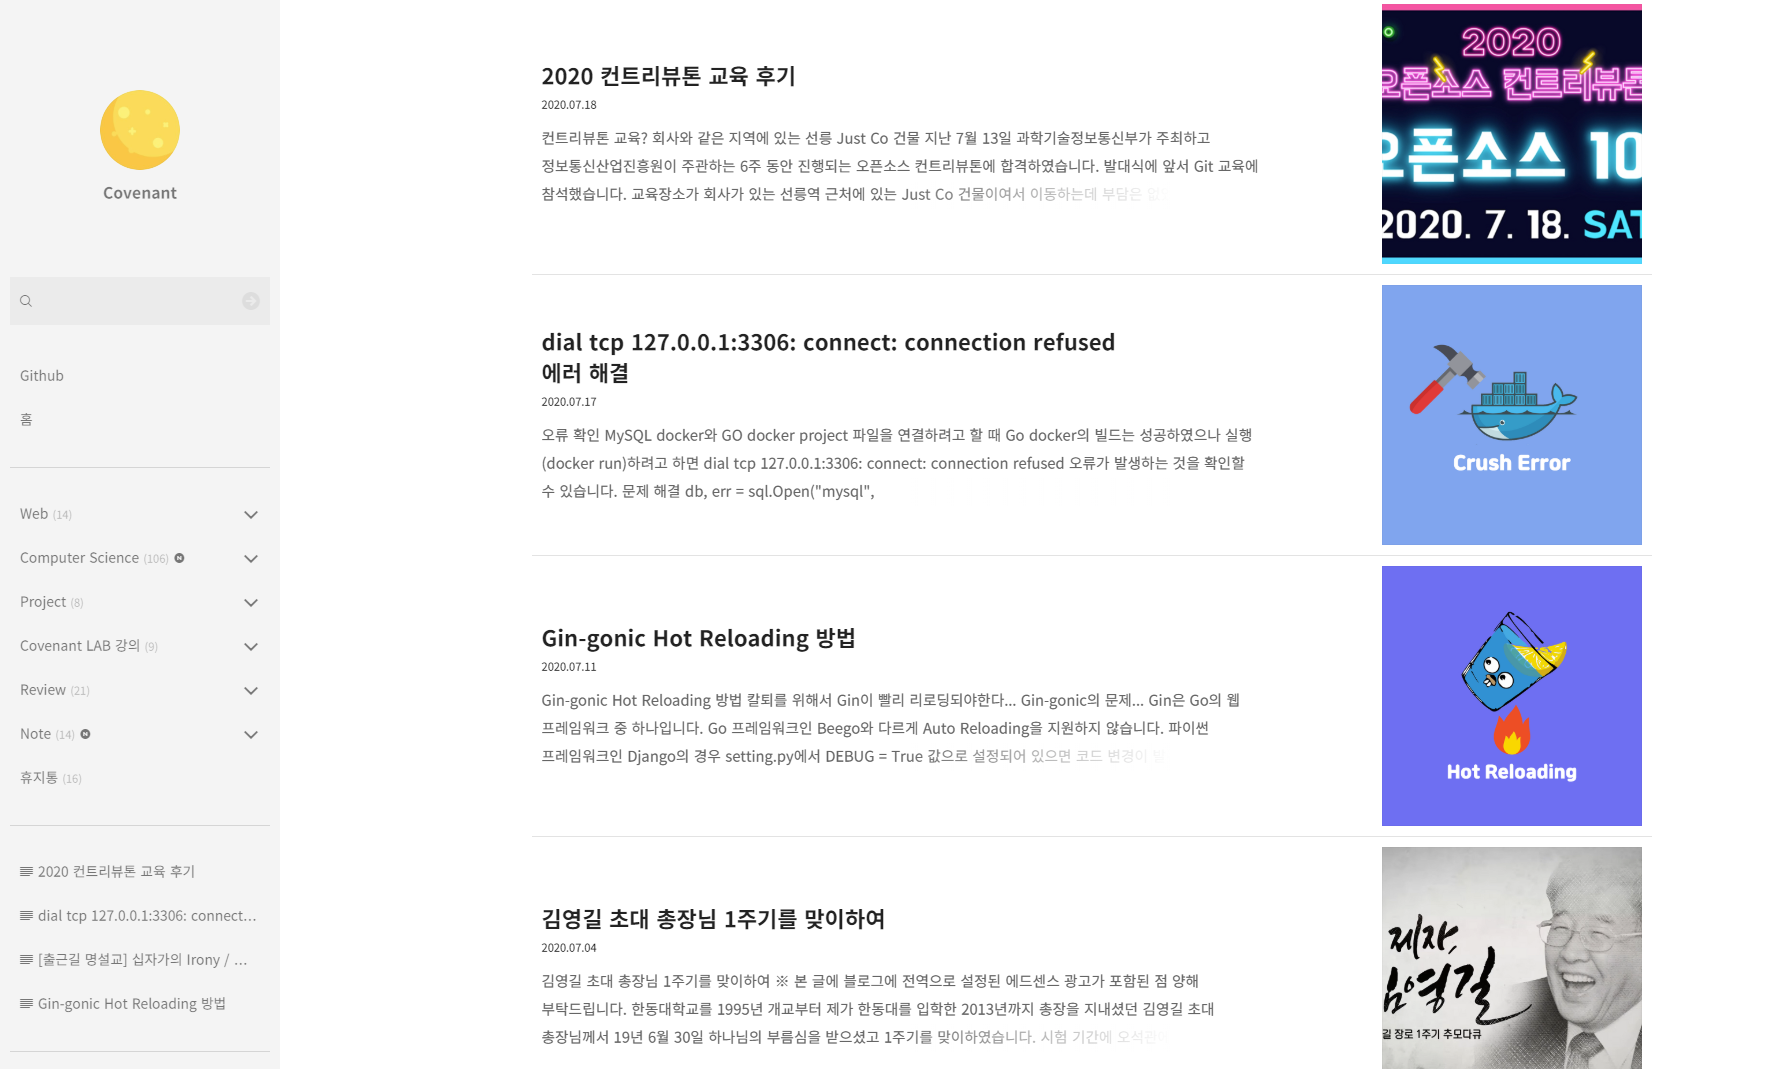 Covenant
Github
홈
Web (14)
Computer Science (106) N
Project (8)
Covenant LAB 강의 (9)
Review (21)
Note (14) N
휴지통 (16)
2020 컨트리뷰톤 교육 후기
dial tcp 127.0.0.1:3306: connect...
[출근길 명설교] 십자가의 Irony / ...
Gin-gonic Hot Reloading 방법
2020 컨트리뷰톤 교육 후기
2020.07.18
컨트리뷰톤 교육? 회사와 같은 지역에 있는 선릉 Just Co 건물 지난 7월 13일 과학기술정보통신부가 주최하고
정보통신산업진흥원이 주관하는 6주 동안 진행되는 오픈소스 컨트리뷰톤에 합격하였습니다. 발대식에 앞서 Git 교육에
참석했습니다. 교육장소가 회사가 있는 선릉역 근처에 있는 Just Co 건물이여서 이동하는데 부담은
2020
오픈소스 컨트리뷰톤
오픈소스 10
2020. 7. 18. SAT
dial tcp 127.0.0.1:3306: connect: connection refused
에러 해결
2020.07.17
오류 확인 MySQL docker와 GO docker project 파일을 연결하려고 할 때 Go docker의 빌드는 성공하였으나 실행
(docker run)하려고 하면 dial tcp 127.0.0.1:3306: connect: connection refused 오류가 발생하는 것을 확인할
수 있습니다. 문제 해결 db, err = sql.Open("mysql",
Crush Error
Gin-gonic Hot Reloading 방법
2020.07.11
Gin-gonic Hot Reloading 방법 칼퇴를 위해서 Gin이 빨리 리로딩되야한다... Gin-gonic의 문제... Gin은 Go의 웹
프레임워크 중 하나입니다. Go 프레임워크인 Beego와 다르게 Auto Reloading을 지원하지 않습니다. 파이썬
프레임워크인 Django의 경우 setting.py에서 DEBUG = True 값으로 설정되어 있으면 코드 변경이
Hot Reloading
김영길 초대 총장님 1주기를 맞이하여
2020.07.04
김영길 초대 총장님 1주기를 맞이하여 ※ 본 글에 블로그에 전역으로 설정된 에드센스 광고가 포함된 점 양해
부탁드립니다. 한동대학교를 1995년 개교부터 제가 한동대를 입학한 2013년까지 총장을 지내셨던 김영길 초대
총장님께서 19년 6월 30일 하나님의 부름심을 받으셨고 1주기를 맞이하였습니다. 시험 기간에
제자,
김영길
길 장로 1주기 추모다큐